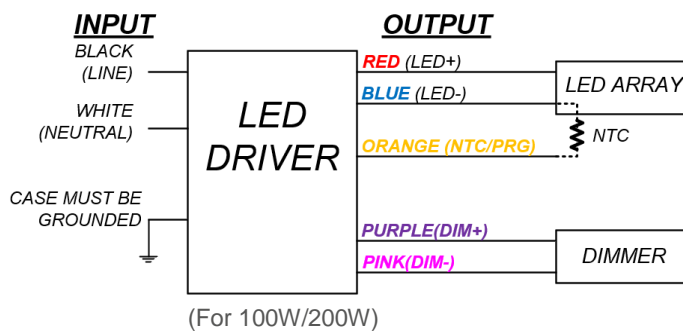 INPUT
OUTPUT
BLACK
(LINE)
WHITE
(NEUTRAL)
CASE MUST BE
GROUNDED
LED
DRIVER
RED (LED+)
BLUE (LED-)
ORANGE (NTC/PRG)
PURPLE(DIM+)
PINK(DIM-)
LED ARRAY
NTC
DIMMER
(For 100W/200W)